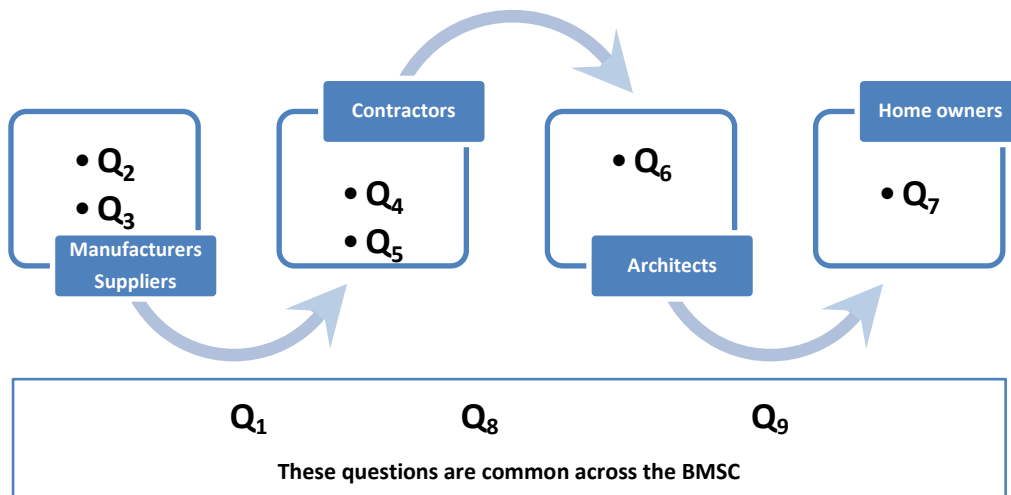 • Q₂
• Q₃
Manufacturers
Suppliers
Contractors
• Q₄
• Q₅
• Q₆
Architects
Home owners
• Q₇
Q₁ Q₈ Q₉
These questions are common across the BMSC